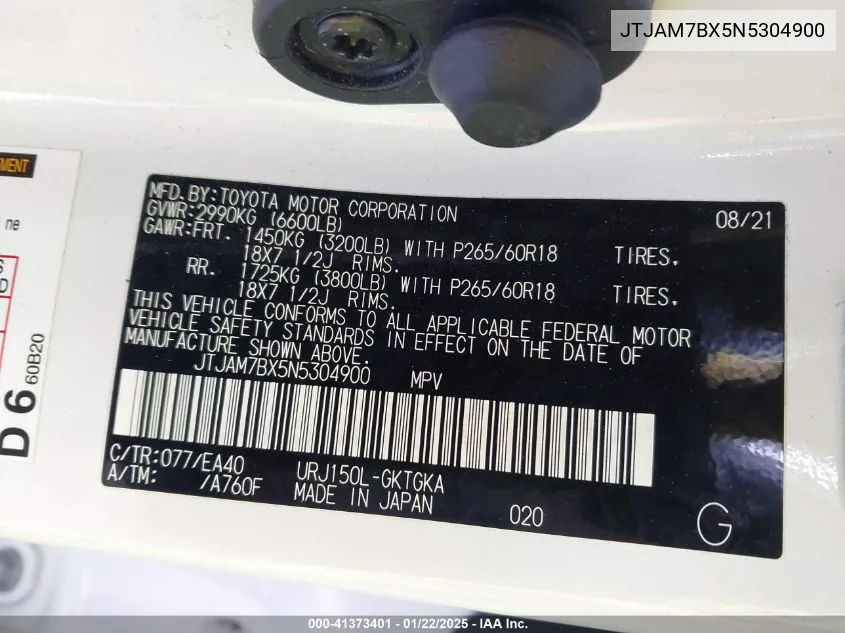 JTJAM7BX5N5304900
MENT
ne
S
D
D 6 60B20
MFD.BY:TOYOTA MOTOR CORPORATION 08/21
GVWR:2990KG (6600LB)
GAWR:FRT. 1450KG (3200LB) WITH P265/60R18 TIRES,
18X7 1/2J RIMS.
RR. 1725KG (3800LB) WITH P265/60R18 TIRES,
18X7 1/2J RIMS.
THIS VEHICLE CONFORMS TO ALL APPLICABLE FEDERAL MOTOR
VEHICLE SAFETY STANDARDS IN EFFECT ON THE DATE OF
MANUFACTURE SHOWN ABOVE.
JTJAM7BX5N5304900 MPV
C/TR:077/EA40 URJ150L-GKTGKA
A/TM: /A760F MADE IN JAPAN 020
G
000-41373401 - 01/22/2025 - IAA Inc.